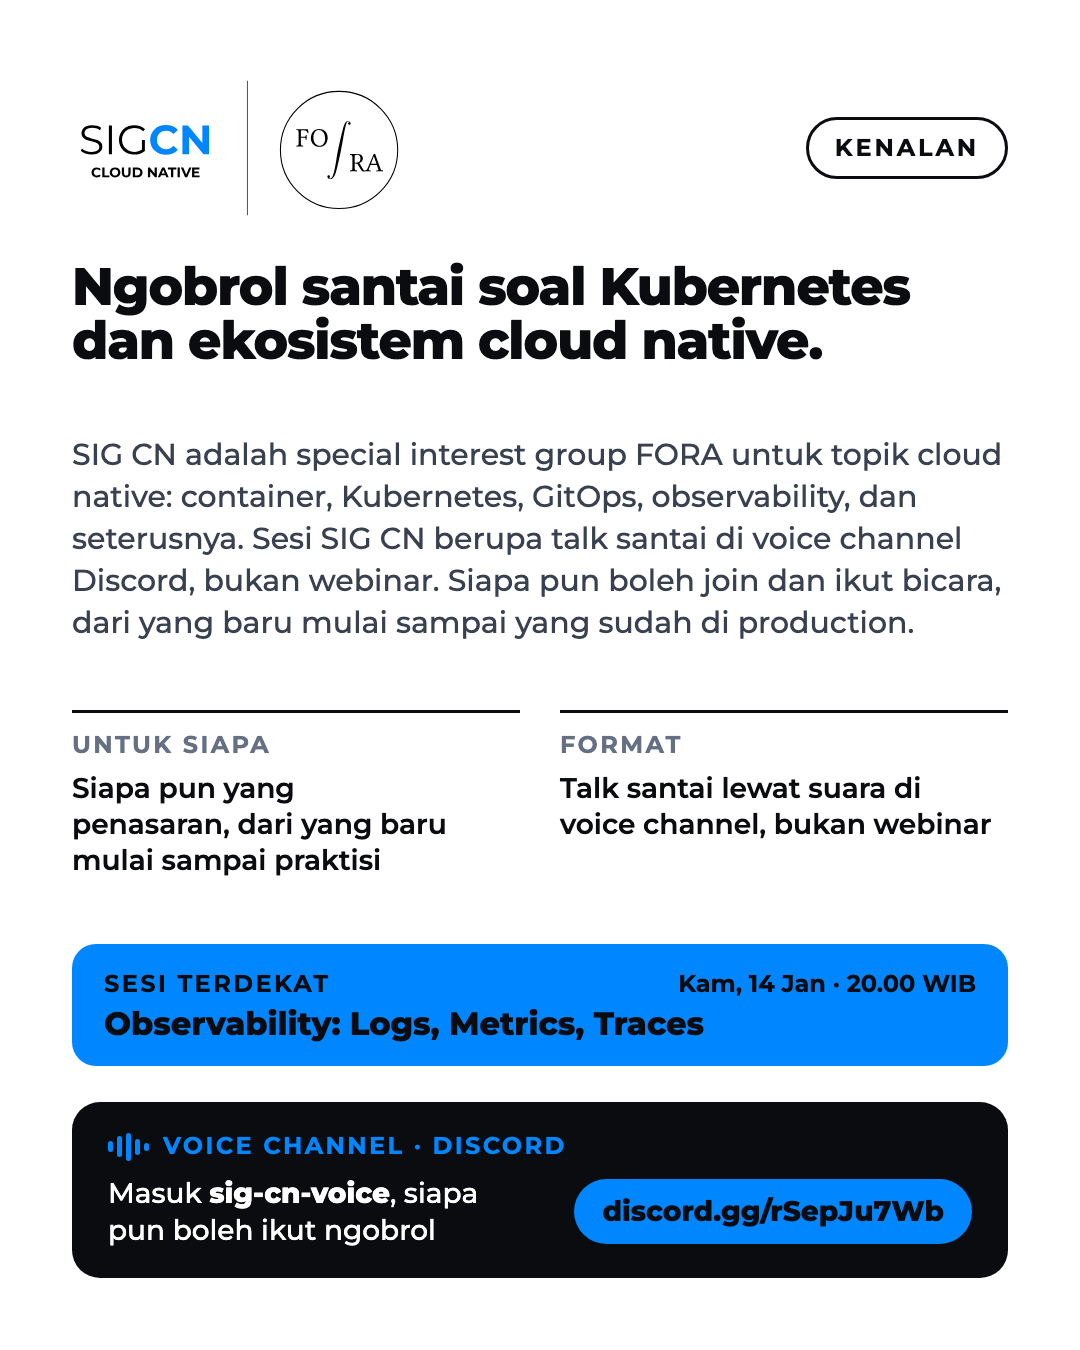 SIGCN
CLOUD NATIVE
FO
RA
KENALAN
Ngobrol santai soal Kubernetes
dan ekosistem cloud native.
SIG CN adalah special interest group FORA untuk topik cloud
native: container, Kubernetes, GitOps, observability, dan
seterusnya. Sesi SIG CN berupa talk santai di voice channel
Discord, bukan webinar. Siapa pun boleh join dan ikut bicara,
dari yang baru mulai sampai yang sudah di production.
UNTUK SIAPA
Siapa pun yang
penasaran, dari yang baru
mulai sampai praktisi
FORMAT
Talk santai lewat suara di
voice channel, bukan webinar
SESI TERDEKAT
Kam, 14 Jan · 20.00 WIB
Observability: Logs, Metrics, Traces
VOICE CHANNEL · DISCORD
Masuk sig-cn-voice, siapa
pun boleh ikut ngobrol
discord.gg/rSepJu7Wb